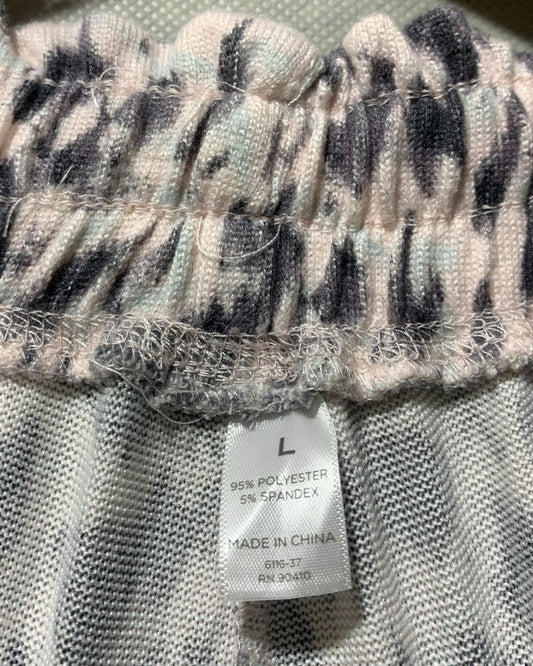 L
95% POLYESTER
5% SPANDEX
MADE IN CHINA
6116-37
RN 90410